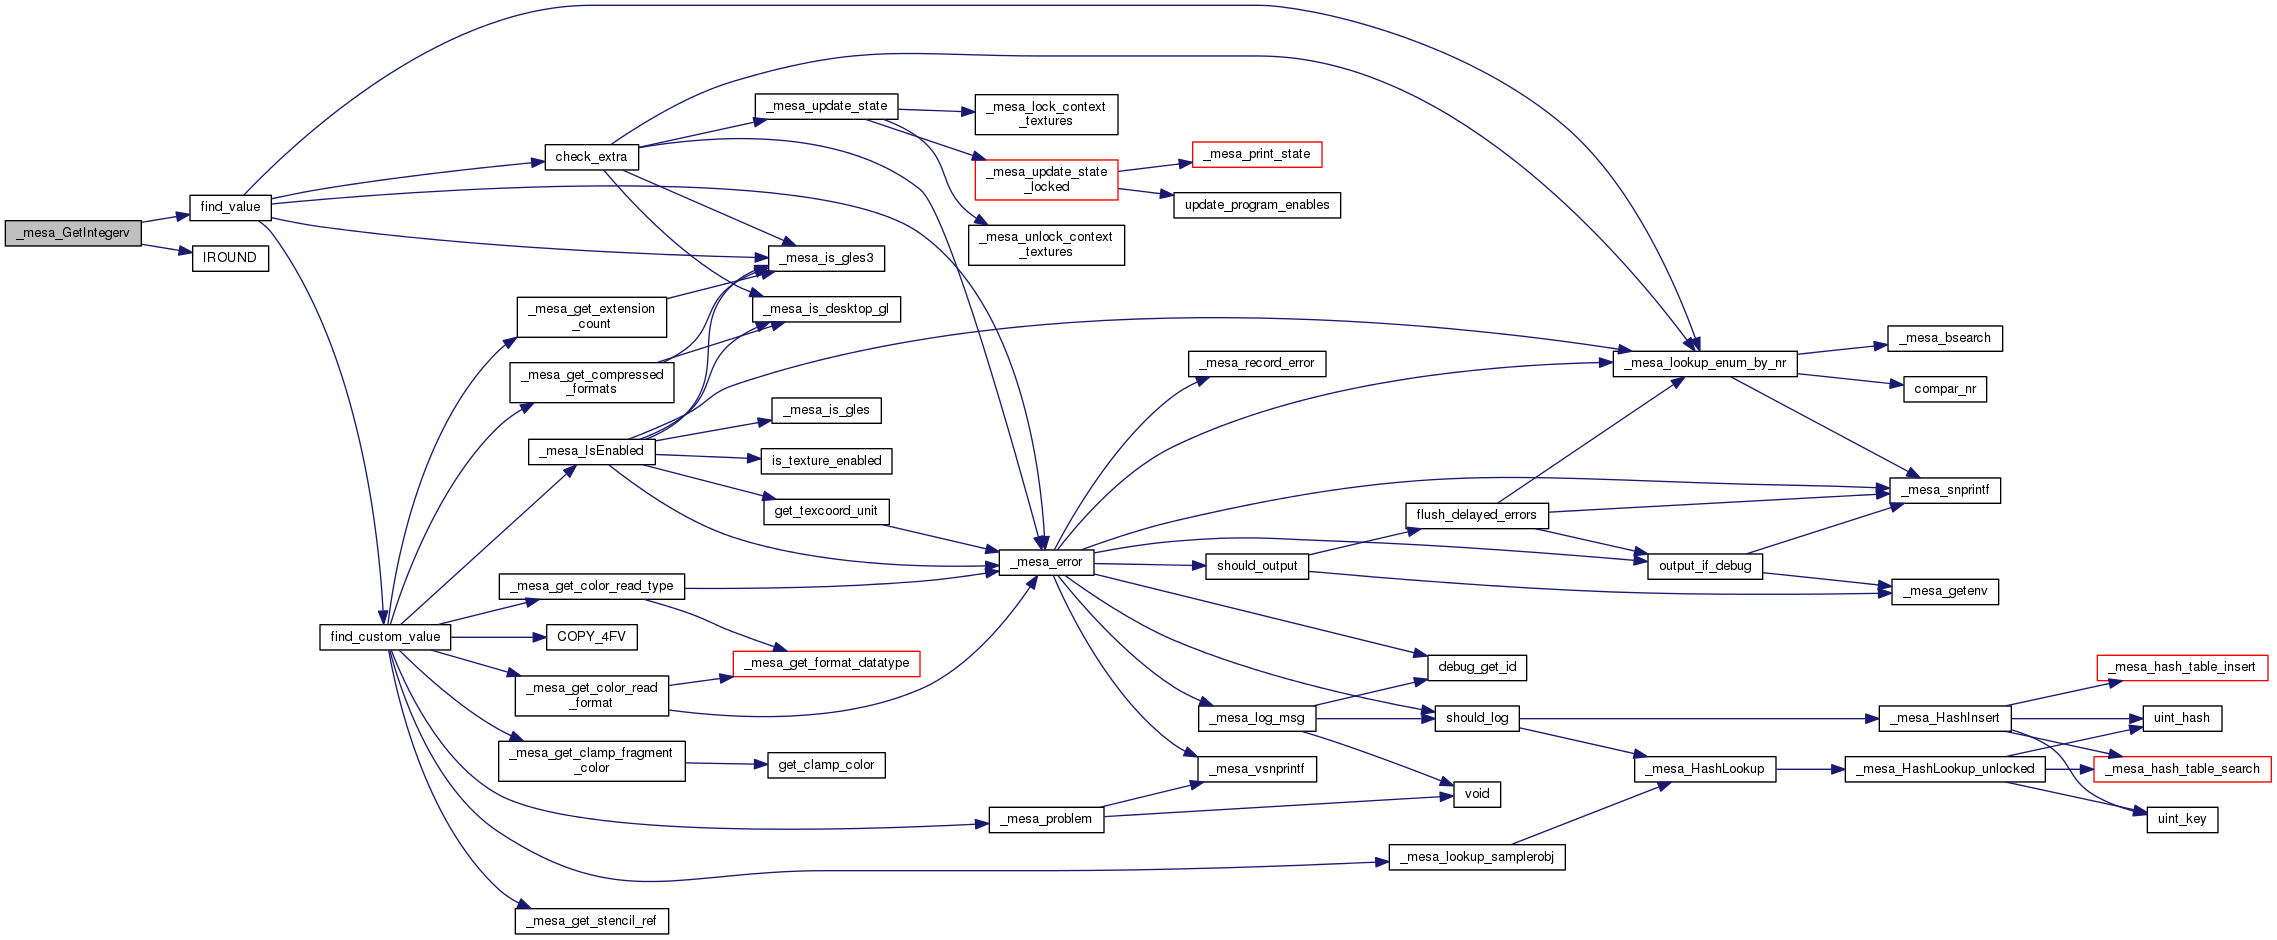 _mesa_GetIntegerv
find_value
IROUND
check_extra
_mesa_get_extension
_count
_mesa_get_compressed
_formats
_mesa_IsEnabled
_mesa_get_color_read_type
find_custom_value
COPY_4FV
_mesa_get_color_read
_format
_mesa_get_clamp_fragment
_color
_mesa_get_stencil_ref
_mesa_update_state
_mesa_is_gles3
_mesa_is_desktop_gl
_mesa_is_gles
is_texture_enabled
get_texcoord_unit
_mesa_get_format_datatype
get_clamp_color
_mesa_lock_context
_textures
_mesa_update_state
_locked
_mesa_unlock_context
_textures
_mesa_error
_mesa_problem
_mesa_print_state
update_program_enables
_mesa_record_error
should_output
_mesa_log_msg
_mesa_vsnprintf
flush_delayed_errors
debug_get_id
should_log
void
_mesa_lookup_samplerobj
_mesa_lookup_enum_by_nr
output_if_debug
_mesa_HashLookup
_mesa_bsearch
compar_nr
_mesa_snprintf
_mesa_getenv
_mesa_HashInsert
_mesa_HashLookup_unlocked
_mesa_hash_table_insert
uint_hash
_mesa_hash_table_search
uint_key